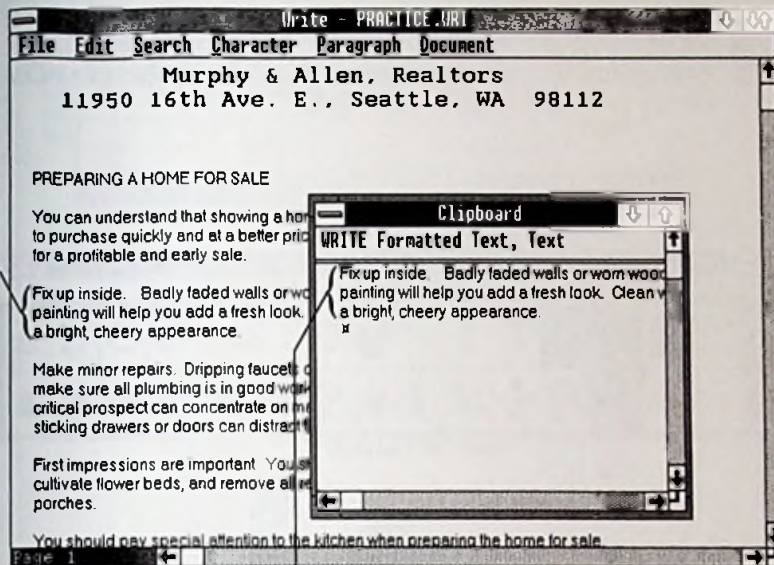 Write - PRACTICE.WRI
File Edit Search Character Paragraph Document
Murphy & Allen, Realtors
11950 16th Ave. E., Seattle, WA 98112
PREPARING A HOME FOR SALE
You can understand that showing a
to purchase quickly and at a better
for a profitable and early sale.
Fix up inside. Badly faded walls or
painting will help you add a fresh look.
a bright, cheery appearance.
Make minor repairs. Dripping faucets
make sure all plumbing is in good
critical prospect can concentrate on
sticking drawers or doors can distract
First impressions are important You
cultivate flower beds, and remove all
porches.
You should pay special attention to the kitchen when preparing the home for sale.
Page 1
Clipboard
WRITE Formatted Text, Text
Fix up inside. Badly faded walls or worn
painting will help you add a fresh look. Clean
a bright, cheery appearance.
¤